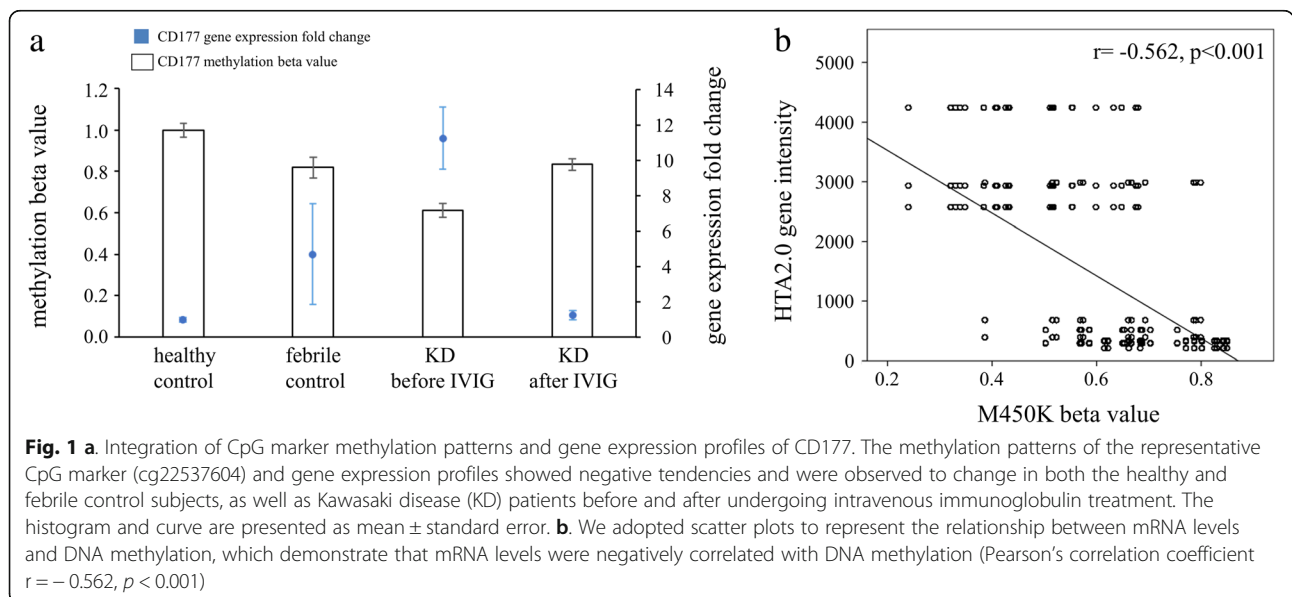 a
CD177 gene expression fold change
CD177 methylation beta value
methylation beta value
1.2
1.0
0.8
0.6
0.4
0.2
0.0
14
12
10
8
6
4
2
0
gene expression fold change
healthy control
febrile control
KD before IVIG
KD after IVIG
b
r= -0.562, p<0.001
HTA2.0 gene intensity
5000
4000
3000
2000
1000
0
0.2 0.4 0.6 0.8
M450K beta value
Fig. 1 a. Integration of CpG marker methylation patterns and gene expression profiles of CD177. The methylation patterns of the representative
CpG marker (cg22537604) and gene expression profiles showed negative tendencies and were observed to change in both the healthy and
febrile control subjects, as well as Kawasaki disease (KD) patients before and after undergoing intravenous immunoglobulin treatment. The
histogram and curve are presented as mean ± standard error. b. We adopted scatter plots to represent the relationship between mRNA levels
and DNA methylation, which demonstrate that mRNA levels were negatively correlated with DNA methylation (Pearson's correlation coefficient
r = − 0.562, p < 0.001)